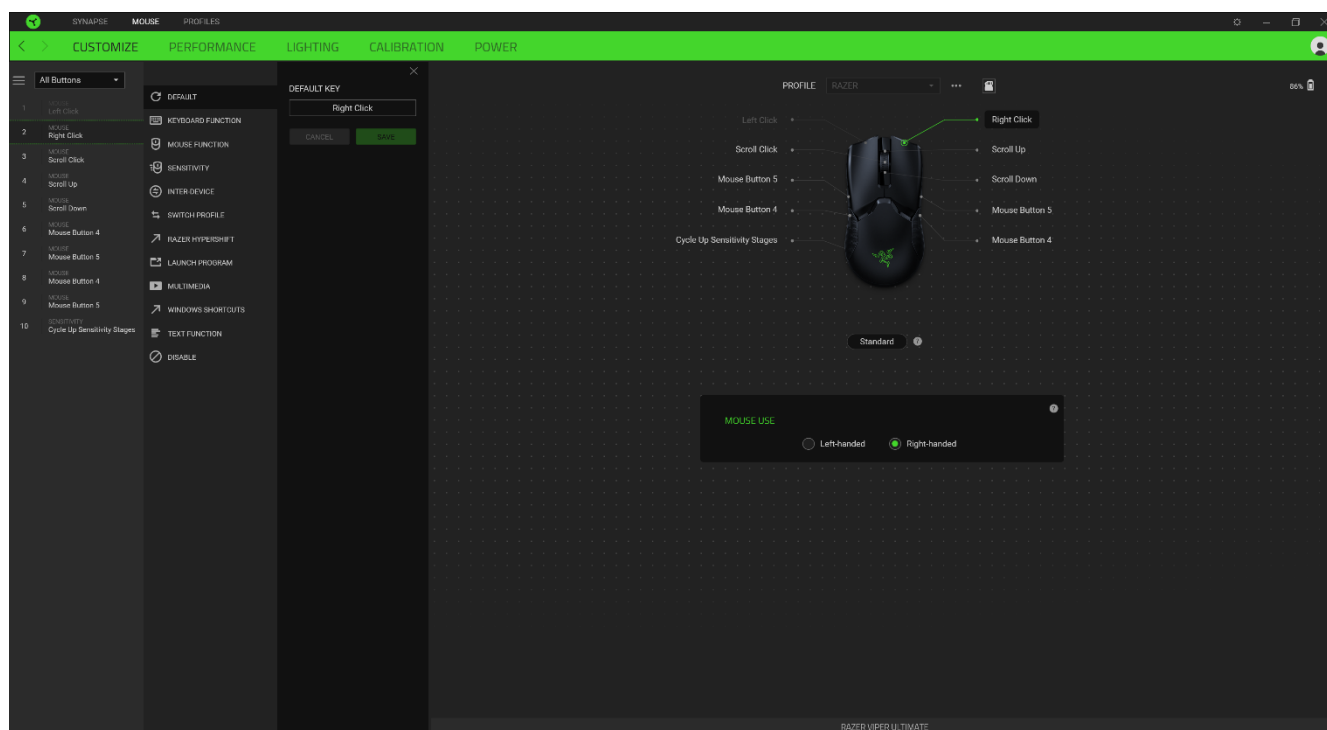 SYNAPSE MOUSE PROFILES
CUSTOMIZE PERFORMANCE LIGHTING CALIBRATION POWER
All Buttons
1 MOUSE Left Click
2 MOUSE Right Click
3 MOUSE Scroll Click
4 MOUSE Scroll Up
5 MOUSE Scroll Down
6 MOUSE Mouse Button 4
7 MOUSE Mouse Button 5
8 MOUSE Mouse Button 4
9 MOUSE Mouse Button 5
10 SENSITIVITY Cycle Up Sensitivity Stages
DEFAULT
KEYBOARD FUNCTION
MOUSE FUNCTION
SENSITIVITY
INTER-DEVICE
SWITCH PROFILE
RAZER HYPERSHIFT
LAUNCH PROGRAM
MULTIMEDIA
WINDOWS SHORTCUTS
TEXT FUNCTION
DISABLE
DEFAULT KEY
Right Click
CANCEL SAVE
PROFILE RAZER
86%
Left Click
Scroll Click
Mouse Button 5
Mouse Button 4
Cycle Up Sensitivity Stages
Right Click
Scroll Up
Scroll Down
Mouse Button 5
Mouse Button 4
Standard ?
MOUSE USE ?
Left-handed Right-handed
RAZER VIPER ULTIMATE